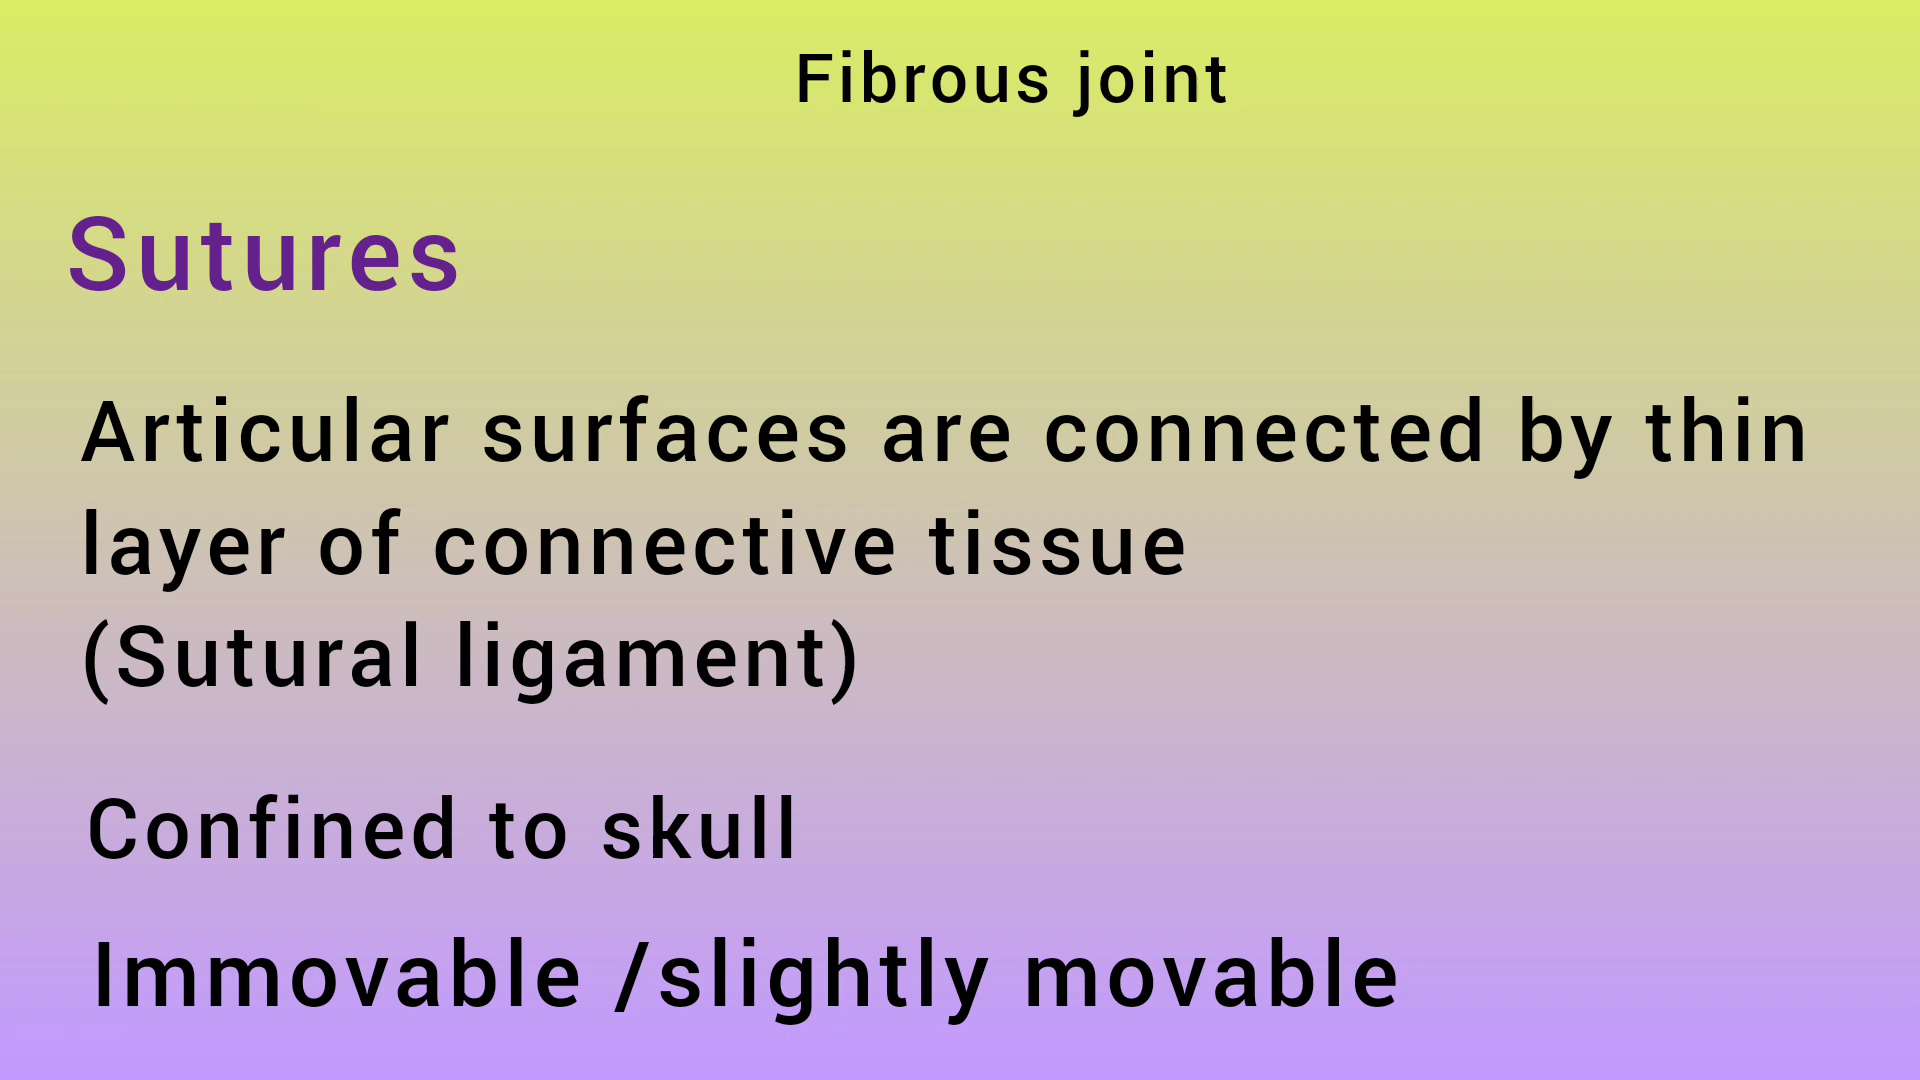 Fibrous joint
Sutures
Articular surfaces are connected by thin
layer of connective tissue
(Sutural ligament)
Confined to skull
Immovable /slightly movable